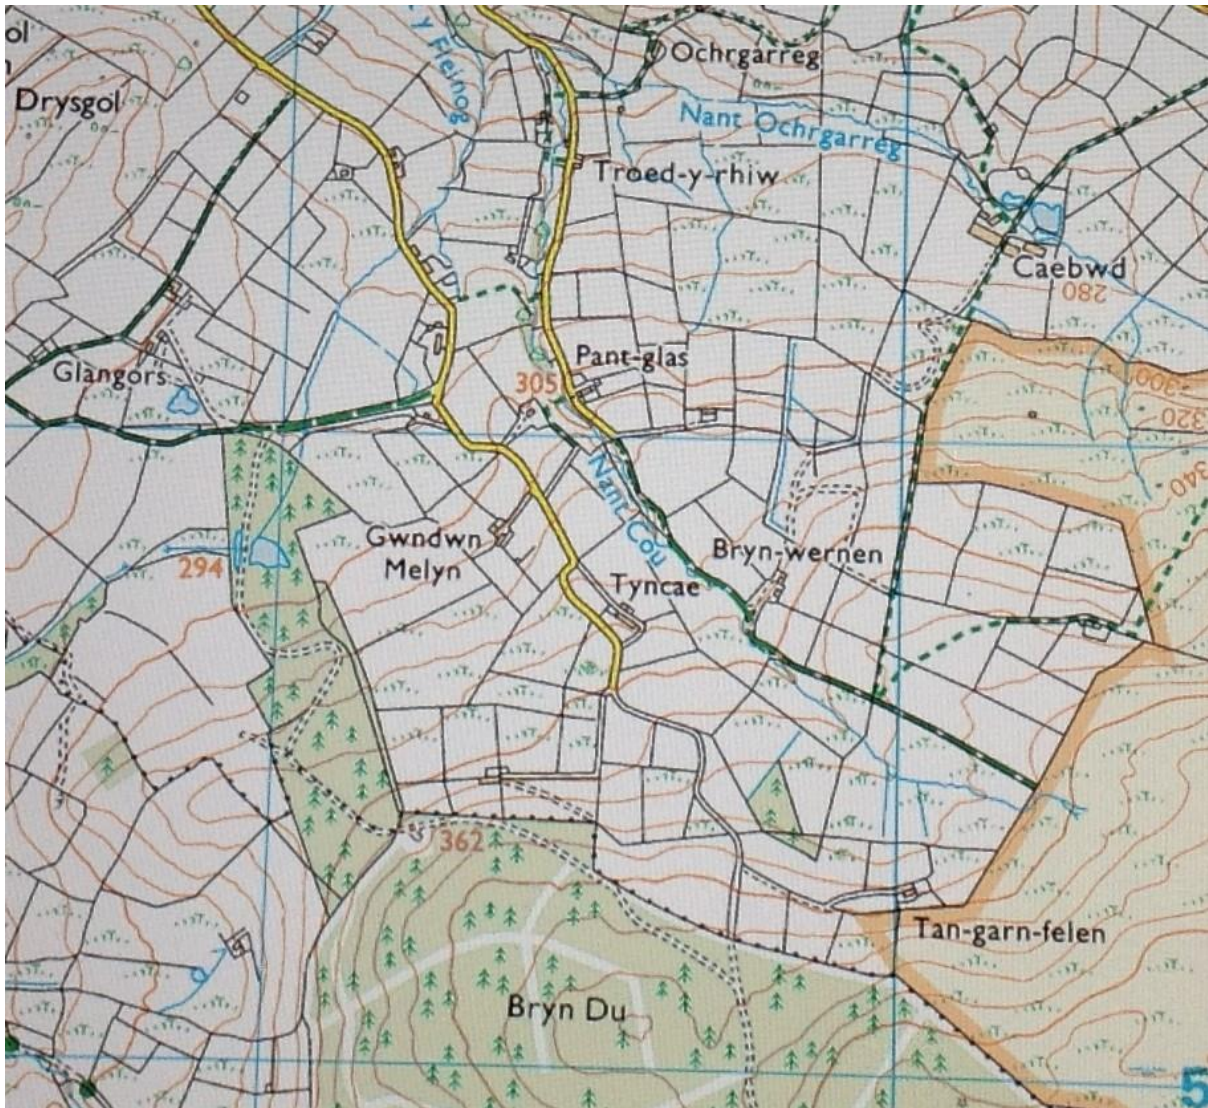 ol
Drysgol
Ochrgarreg
Nant Ochrgarreg
Troed-y-rhiw
Caebwd
280
Glangors
Pant-glas
305
300
320
340
Nant Cou
Gwndwn
Melyn
294
Bryn-wernen
Tyncae
362
Tan-garn-felen
Bryn Du
5